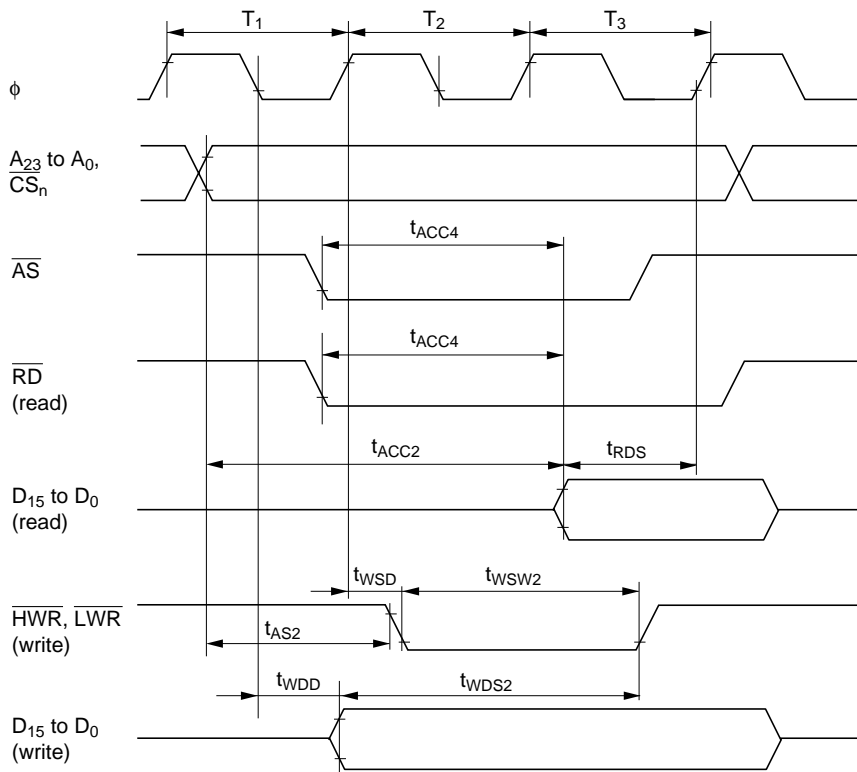 T1 T2 T3
ϕ
A23 to A0,
CSn
tACC4
AS
tACC4
RD
(read)
tACC2 tRDS
D15 to D0
(read)
tWSD tWSW2
HWR, LWR
(write)
tAS2
tWDD tWDS2
D15 to D0
(write)